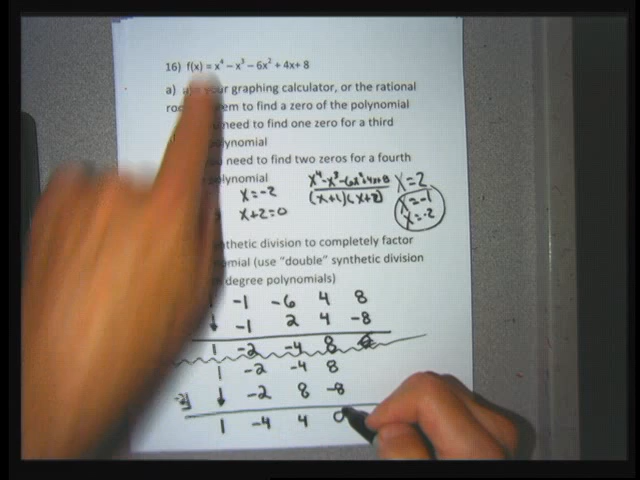 16) f(x) = x⁴ – x³ – 6x² + 4x + 8
a) your graphing calculator, or the rational
to find a zero of the polynomial
need to find one zero for a third
polynomial
you need to find two zeros for a fourth
polynomial
x=-2
x+2=0
x⁴-x³-6x²+4x+8
(x+1)(x+2)
x=2
x=-1
x=-2
synthetic division to completely factor
(use "double" synthetic division
degree polynomials)
-1 -6 4 8
-1 2 4 -8
1 -2 -4 8
1 -2 -4 8
-2 8 -8
1 -4 4 0